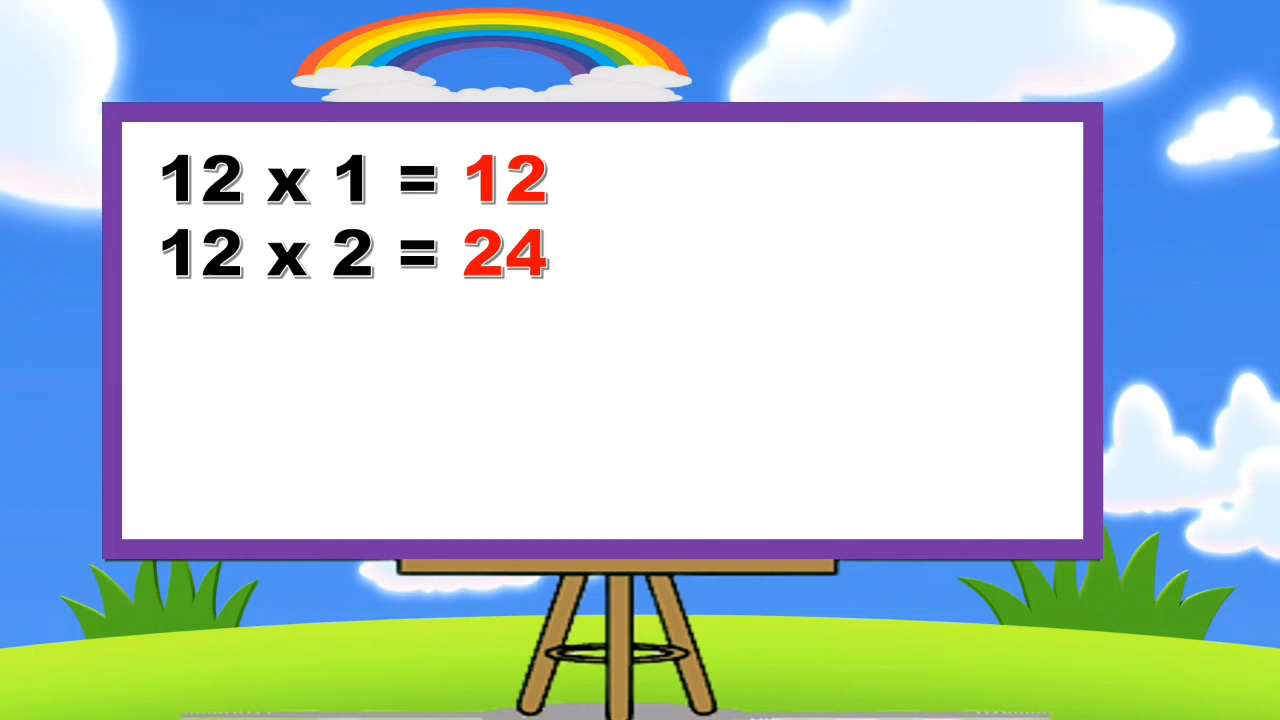 12 x 1 = 12
12 x 2 = 24